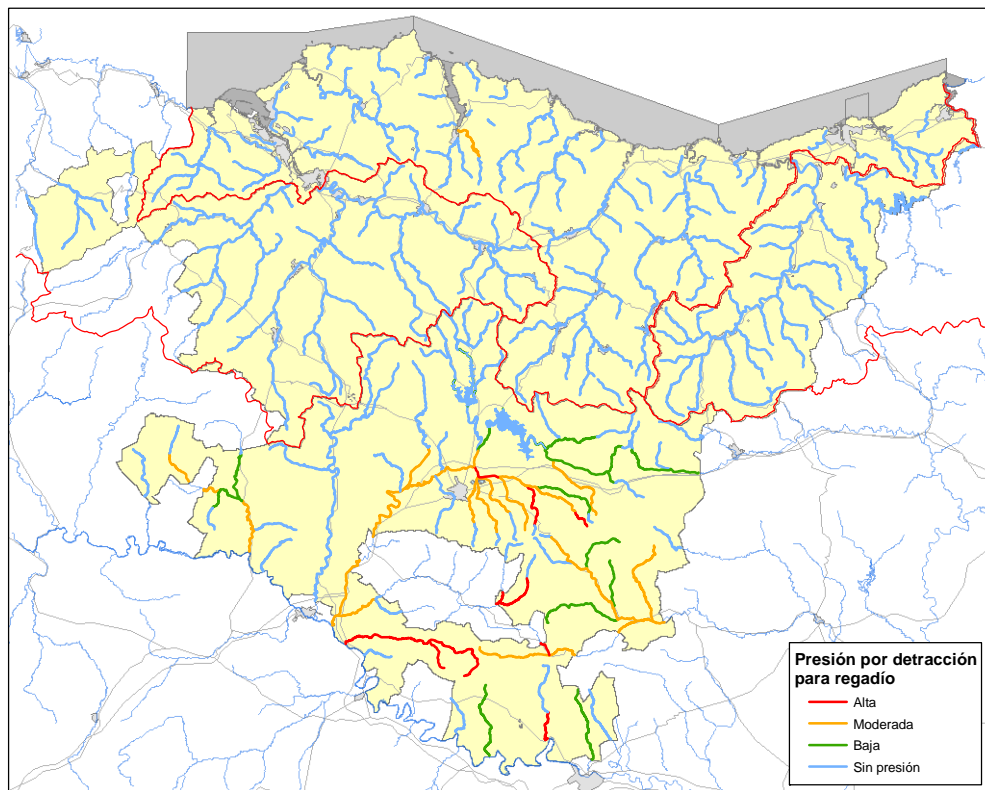 Presión por detracción
para regadío
Alta
Moderada
Baja
Sin presión